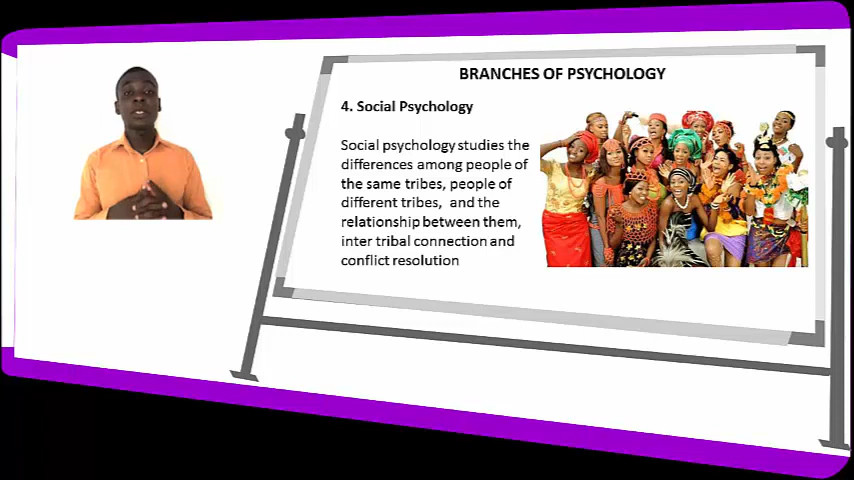 BRANCHES OF PSYCHOLOGY
4. Social Psychology
Social psychology studies the
differences among people of
the same tribes, people of
different tribes, and the
relationship between them,
inter tribal connection and
conflict resolution